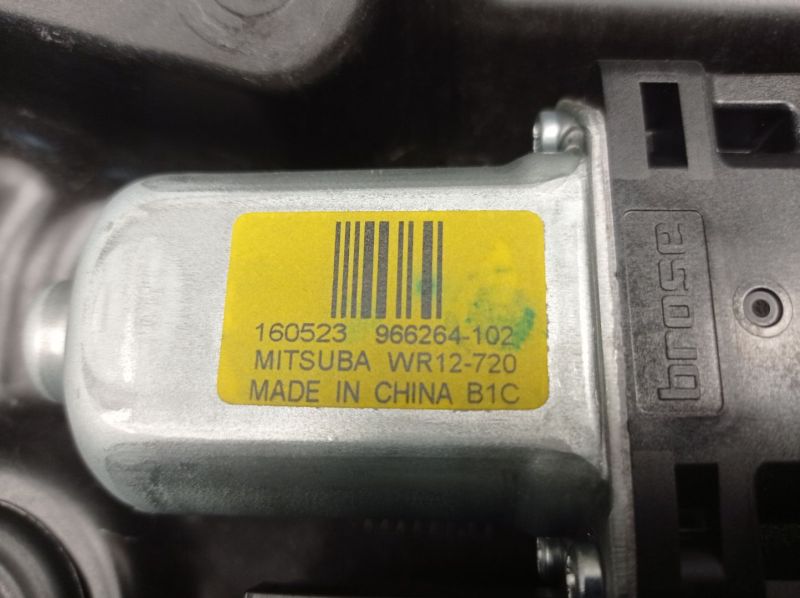 160523 966264-102
MITSUBA WR12-720
MADE IN CHINA B1C
brose